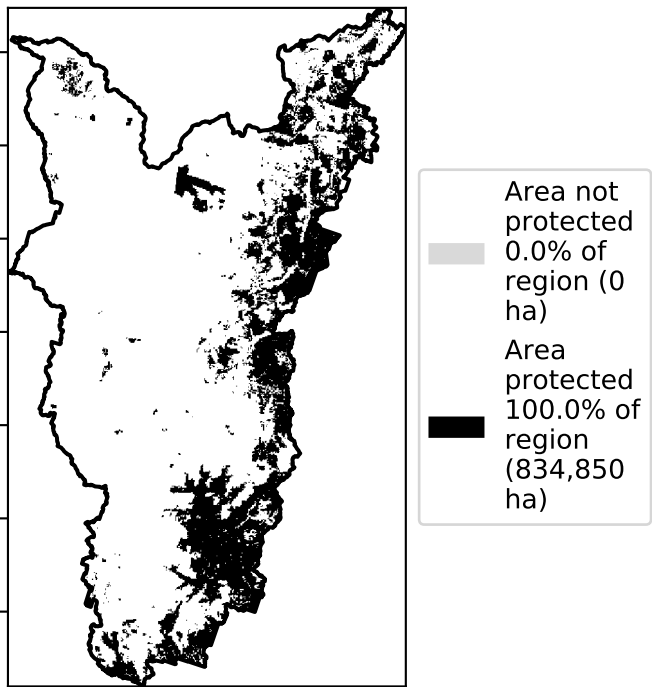 Area not
protected
0.0% of
region (0
ha)
Area
protected
100.0% of
region
(834,850
ha)